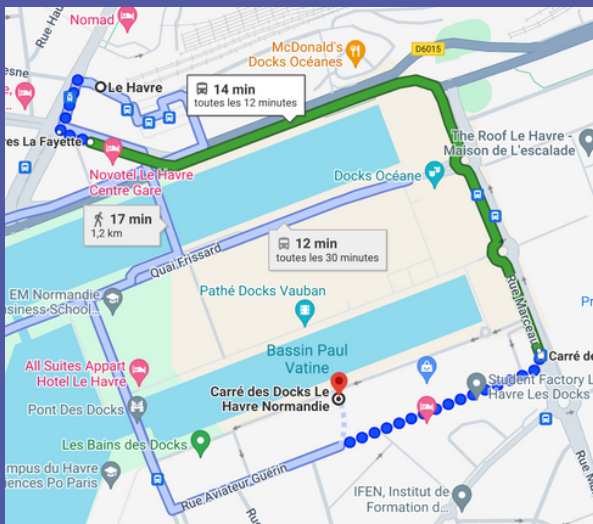 Nomad
Rue Hau
McDonald's
Docks Océanes
D6015
esne
Le Havre
14 min
toutes les 12 minutes
res La Fayette
The Roof Le Havre -
Maison de L'escalade
Novotel Le Havre
Centre Gare
Docks Océane
17 min
1,2 km
12 min
toutes les 30 minutes
Quai Frissard
EM Normandie
usiness School...
Pathé Docks Vauban
Rue Marceau
Pr
Bassin Paul
Vatine
Carré de
All Suites Appart
Hotel Le Havre
Carré des Docks Le
Havre Normandie
Student Factory L
Havre Les Docks
Pont Des Docks
Les Bains des Docks
ampus du Havre
iences Po Paris
Rue Aviateur Guérin
IFEN, Institut de
Formation d...
Rue Ma